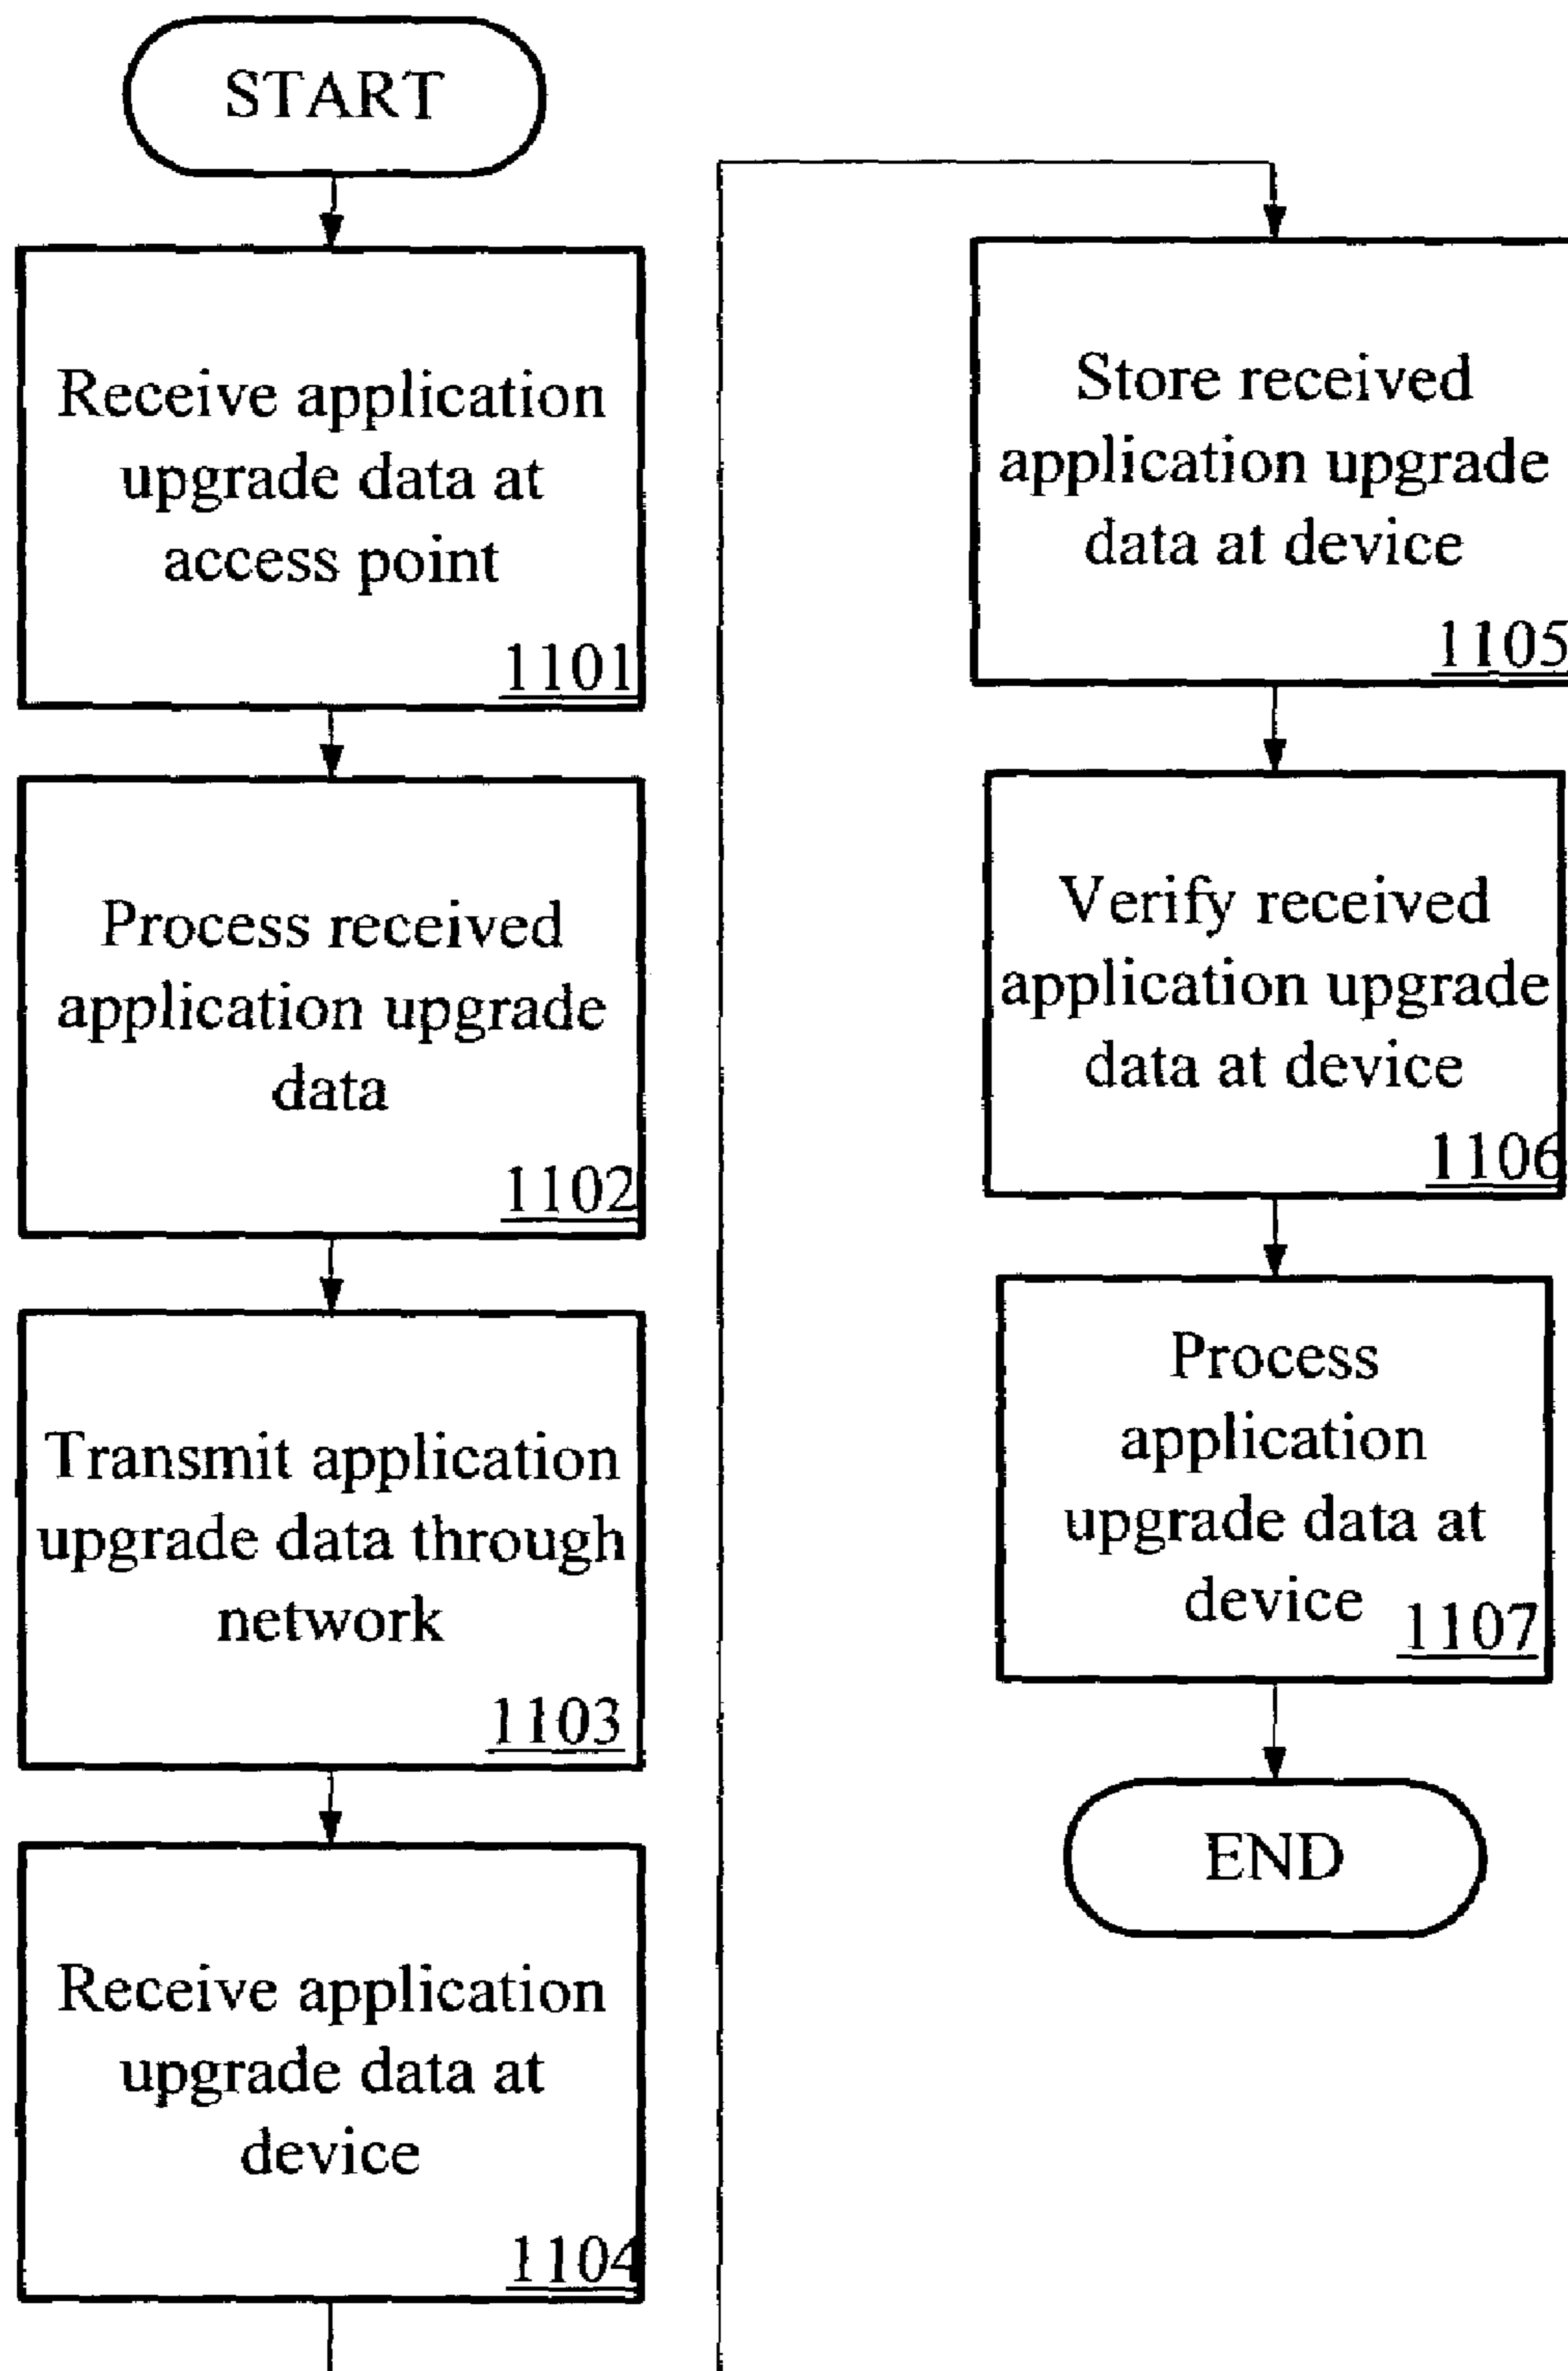 START
Receive application
upgrade data at
access point
1101
Process received
application upgrade
data
1102
Transmit application
upgrade data through
network
1103
Receive application
upgrade data at
device
1104
Store received
application upgrade
data at device
1105
Verify received
application upgrade
data at device
1106
Process
application
upgrade data at
device
1107
END